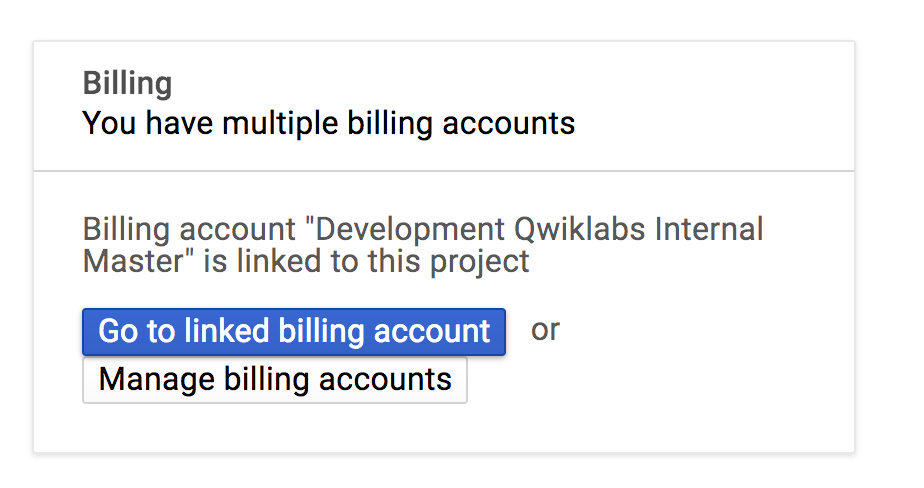 Billing
You have multiple billing accounts
Billing account "Development Qwiklabs Internal
Master" is linked to this project
Go to linked billing account or
Manage billing accounts